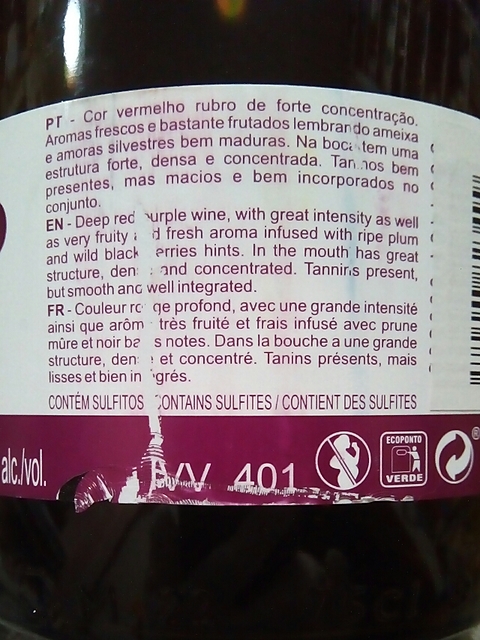 PT - Cor vermelho rubro de forte concentração.
Aromas frescos e bastante frutados lembrando ameixa
e amoras silvestres bem maduras. Na boca tem uma
estrutura forte, densa e concentrada. Taninos bem
presentes, mas macios e bem incorporados no
conjunto.
EN - Deep red purple wine, with great intensity as well
as very fruity and fresh aroma infused with ripe plum
and wild black berries hints. In the mouth has great
structure, dense and concentrated. Tannins present,
but smooth and well integrated.
FR - Couleur rouge profond, avec une grande intensité
ainsi que arôme très fruité et frais infusé avec prune
mûre et noir baies notes. Dans la bouche a une grande
structure, dense et concentré. Tanins présents, mais
lisses et bien intégrés.
CONTÉM SULFITOS / CONTAINS SULFITES / CONTIENT DES SULFITES
alc./vol.
401
ECOPONTO
VERDE
®